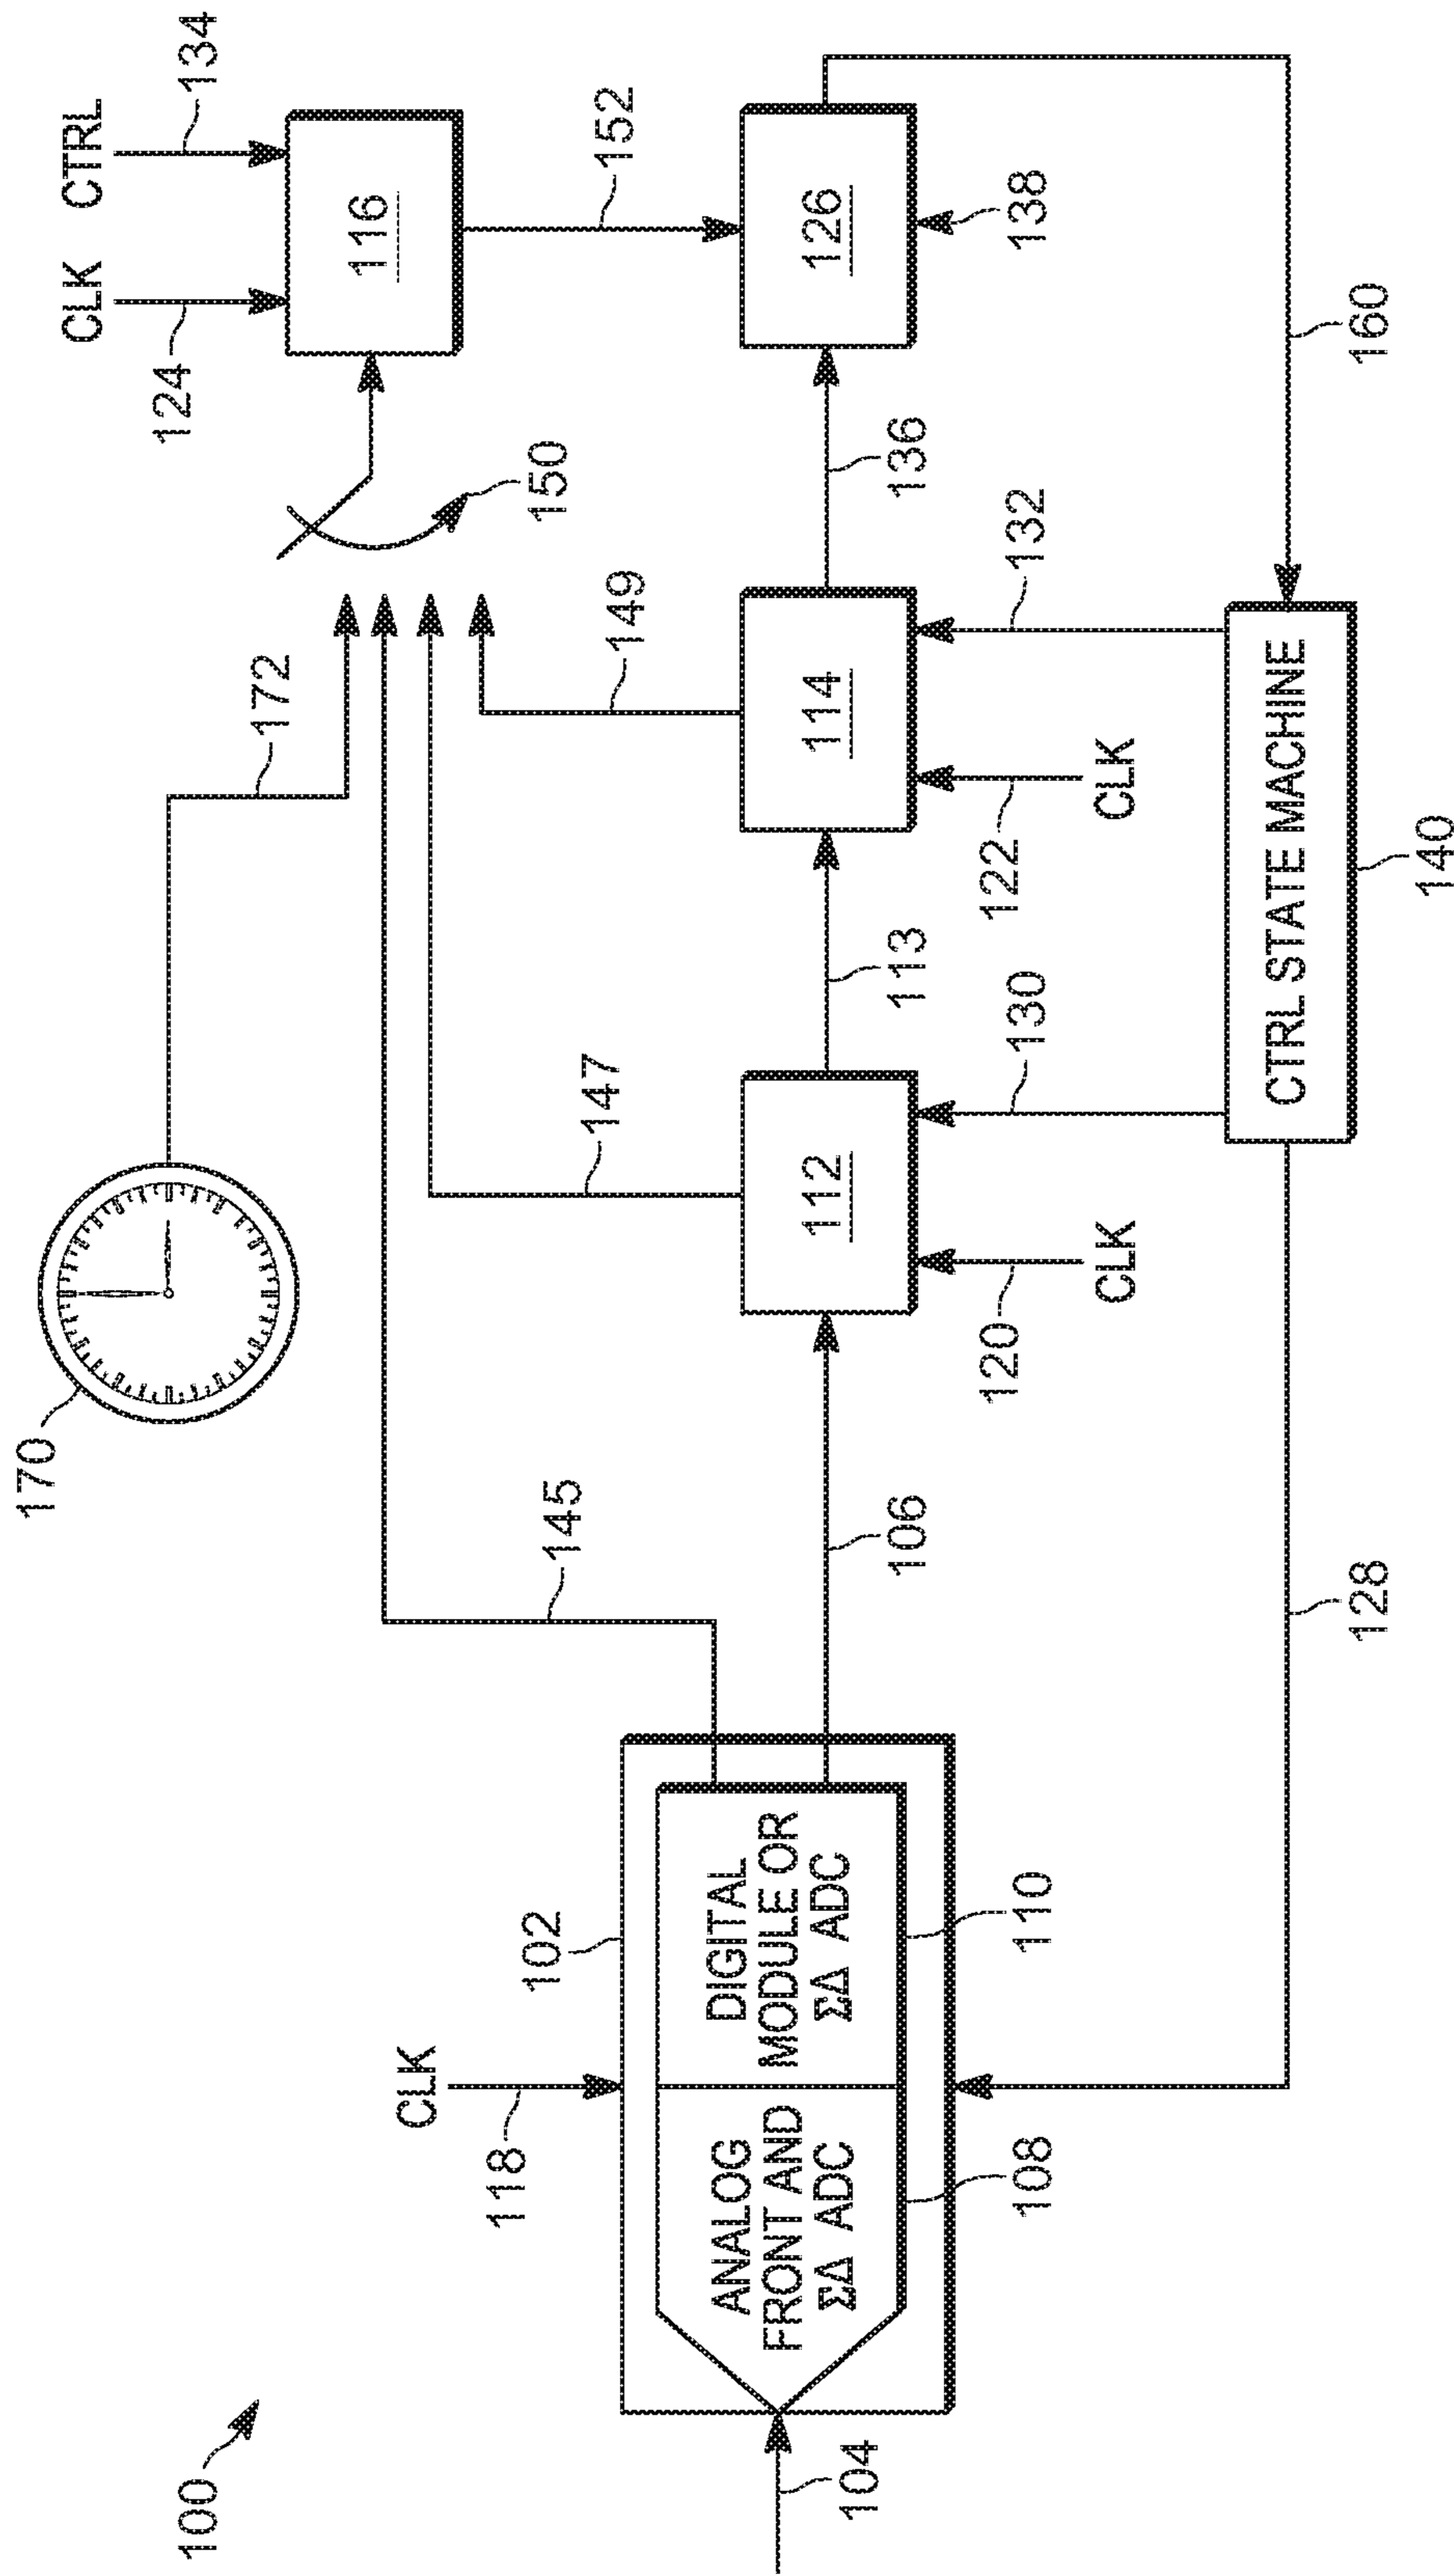 100
170
172
CLK
CTRL
124
134
116
150
152
145
147
149
CLK
118
102
104
ANALOG
FRONT AND
ΣΔ ADC
DIGITAL
MODULE OR
ΣΔ ADC
108
110
106
112
113
114
136
126
120
CLK
130
122
CLK
132
138
128
CTRL STATE MACHINE
140
160